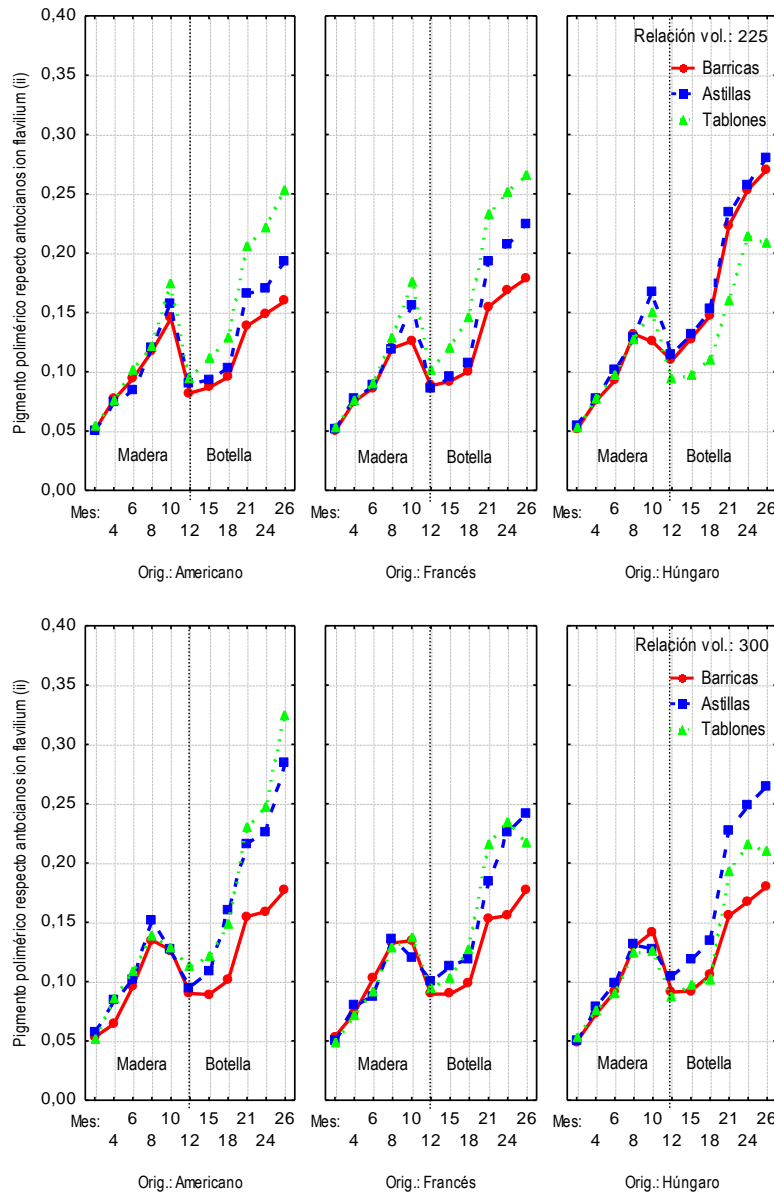 Pigmento polimérico repecto antocianos ion flavilium (ii)
0,40
0,35
0,30
0,25
0,20
0,15
0,10
0,05
0,00
Relación vol.: 225
Barricas
Astillas
Tablones
Madera Botella
Madera Botella
Madera Botella
Mes: 6 10 15 21 26
4 8 12 18 24
Mes: 6 10 15 21 26
4 8 12 18 24
Mes: 6 10 15 21 26
4 8 12 18 24
Orig.: Americano
Orig.: Francés
Orig.: Húngaro
Pigmento polimérico respecto antocianos ion flavilium (ii)
0,40
0,35
0,30
0,25
0,20
0,15
0,10
0,05
0,00
Relación vol.: 300
Barricas
Astillas
Tablones
Madera Botella
Madera Botella
Madera Botella
Mes: 6 10 15 21 26
4 8 12 18 24
Mes: 6 10 15 21 26
4 8 12 18 24
Mes: 6 10 15 21 26
4 8 12 18 24
Orig.: Americano
Orig.: Francés
Orig.: Húngaro